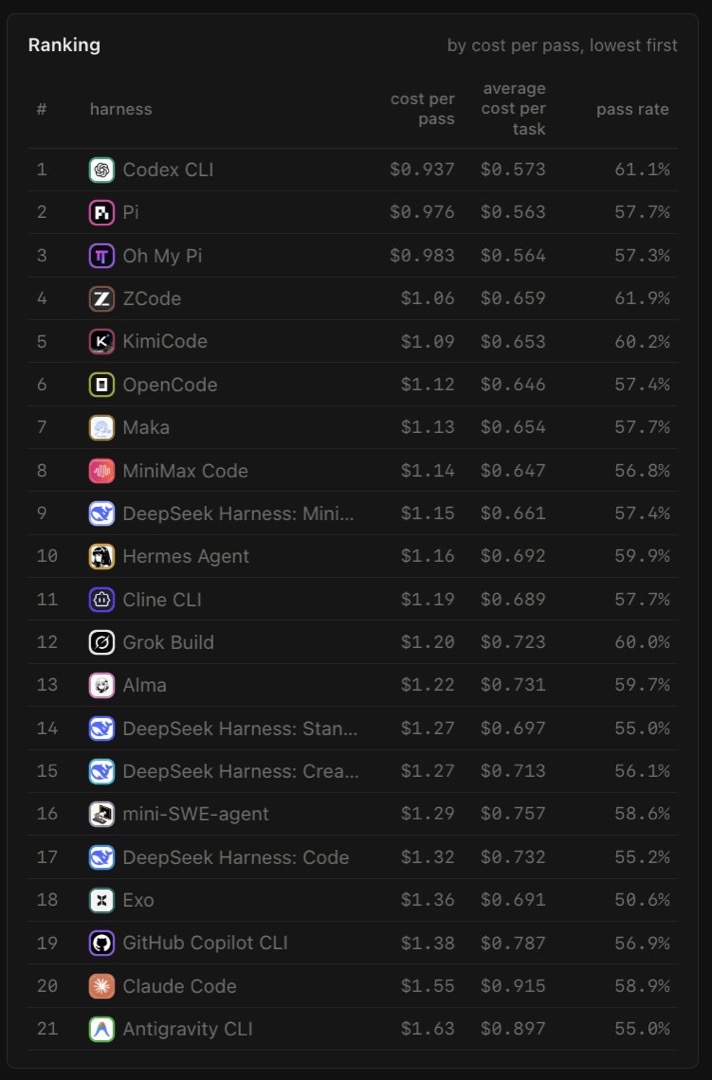 Ranking by cost per pass, lowest first
# harness cost per pass average cost per task pass rate
1 Codex CLI $0.937 $0.573 61.1%
2 Pi $0.976 $0.563 57.7%
3 Oh My Pi $0.983 $0.564 57.3%
4 ZCode $1.06 $0.659 61.9%
5 KimiCode $1.09 $0.653 60.2%
6 OpenCode $1.12 $0.646 57.4%
7 Maka $1.13 $0.654 57.7%
8 MiniMax Code $1.14 $0.647 56.8%
9 DeepSeek Harness: Mini... $1.15 $0.661 57.4%
10 Hermes Agent $1.16 $0.692 59.9%
11 Cline CLI $1.19 $0.689 57.7%
12 Grok Build $1.20 $0.723 60.0%
13 Alma $1.22 $0.731 59.7%
14 DeepSeek Harness: Stan... $1.27 $0.697 55.0%
15 DeepSeek Harness: Crea... $1.27 $0.713 56.1%
16 mini-SWE-agent $1.29 $0.757 58.6%
17 DeepSeek Harness: Code $1.32 $0.732 55.2%
18 Exo $1.36 $0.691 50.6%
19 GitHub Copilot CLI $1.38 $0.787 56.9%
20 Claude Code $1.55 $0.915 58.9%
21 Antigravity CLI $1.63 $0.897 55.0%